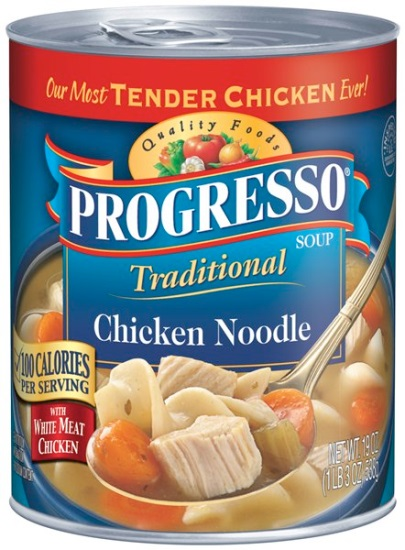 Our Most TENDER CHICKEN Ever!
Quality Foods
PROGRESSO®
SOUP
Traditional
Chicken Noodle
100 CALORIES
PER SERVING
WITH
WHITE MEAT
CHICKEN
NET WT. 19 OZ
(1 LB 3 OZ) 538g